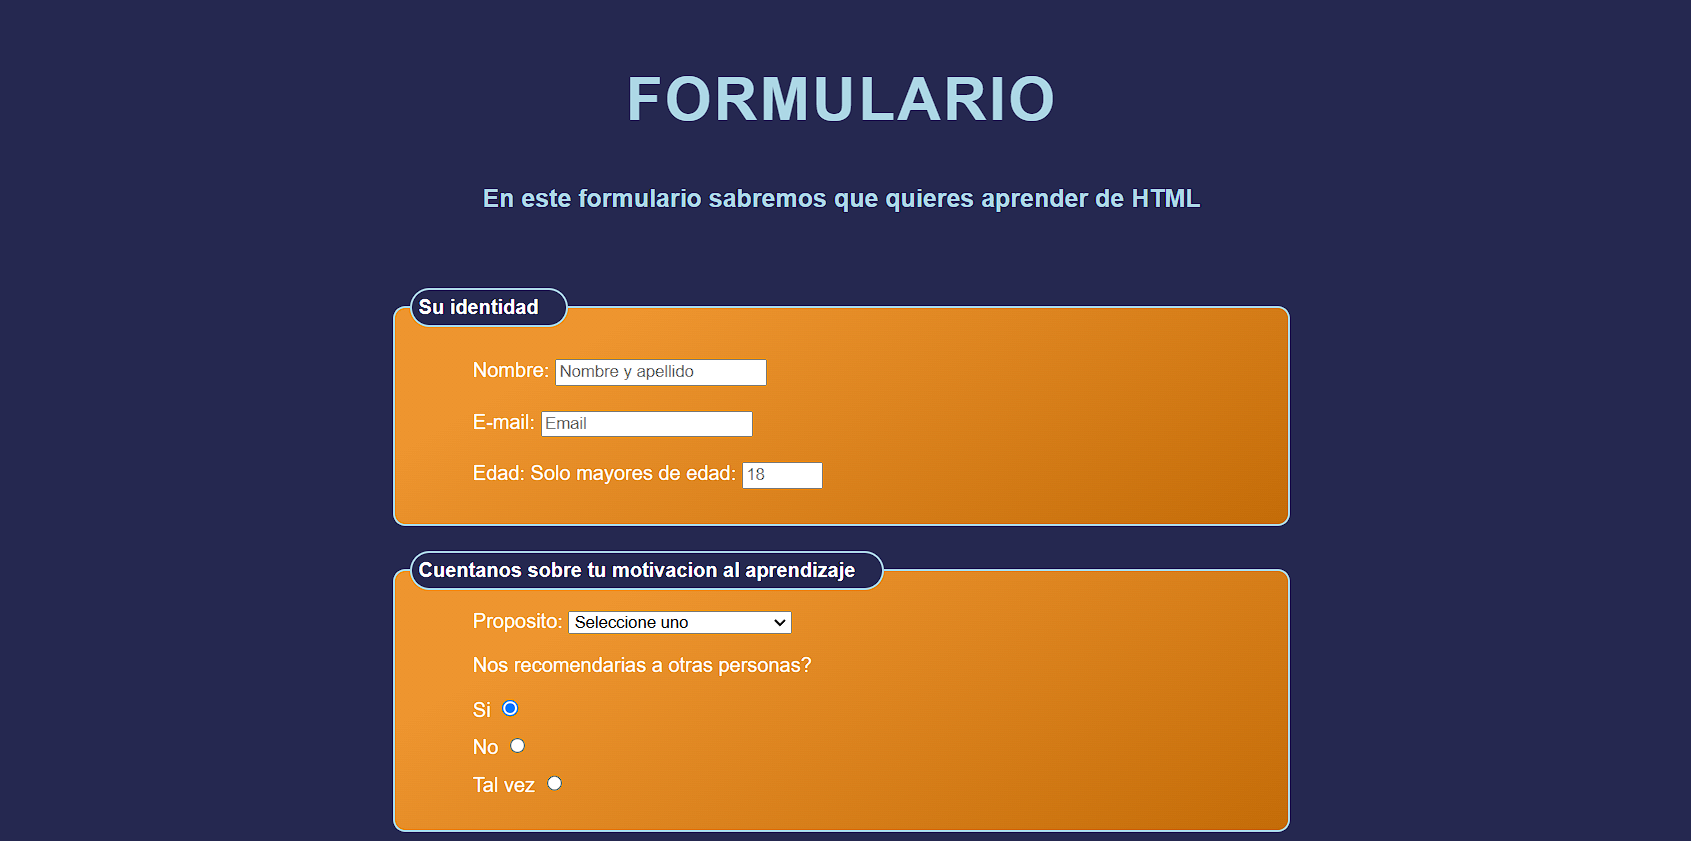 FORMULARIO
En este formulario sabremos que quieres aprender de HTML
Su identidad
Nombre: Nombre y apellido
E-mail: Email
Edad: Solo mayores de edad: 18
Cuentanos sobre tu motivacion al aprendizaje
Proposito: Seleccione uno
Nos recomendarias a otras personas?
Si
No
Tal vez